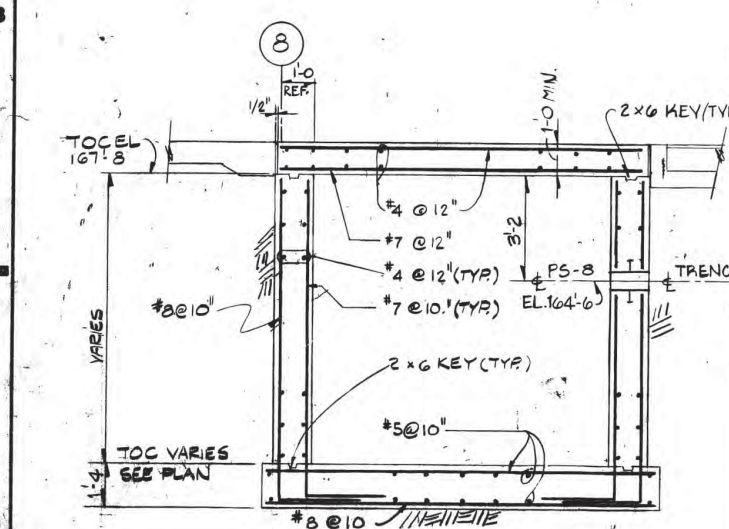 8
1'-0
REF.
1/2"
1'-0 MIN.
2×6 KEY (TY
TOC EL
167'-8
#4 @ 12"
#7 @ 12"
3'-2
#4 @ 12" (TYP.)
℄ PS-8
℄ TRENC
#8@10"
#7 @10." (TYP.)
EL. 164'-6
VARIES
2×6 KEY (TYP.)
#5@10"
TOC VARIES
SEE PLAN
1'-4
#8 @10